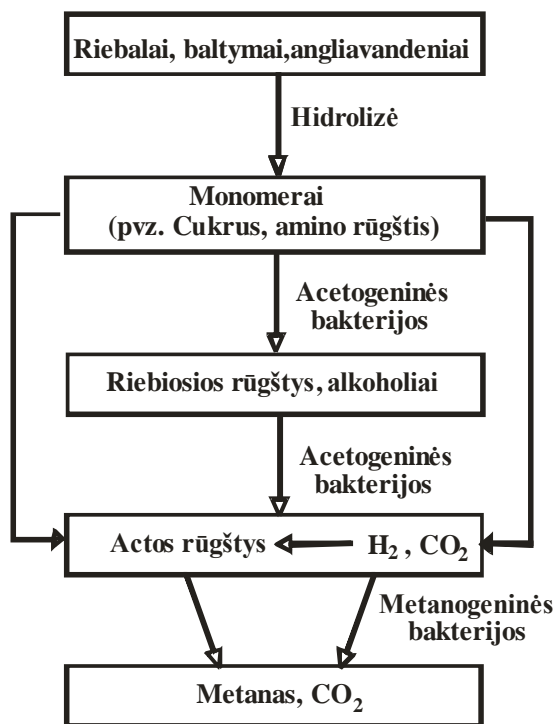 Riebalai, baltymai,angliavandeniai
Hidrolizė
Monomerai
(pvz. Cukrus, amino rūgštis)
Acetogeninės
bakterijos
Riebiosios rūgštys, alkoholiai
Acetogeninės
bakterijos
Actos rūgštys
H₂ , CO₂
Metanogeninės
bakterijos
Metanas, CO₂